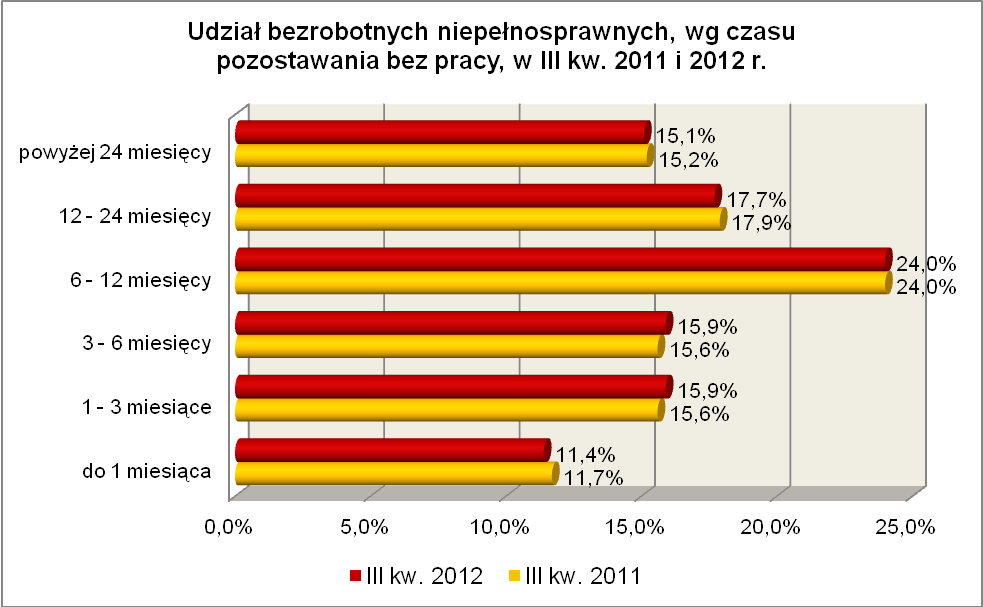 Udział bezrobotnych niepełnosprawnych, wg czasu
pozostawania bez pracy, w III kw. 2011 i 2012 r.
powyżej 24 miesięcy
15,1%
15,2%
12 - 24 miesięcy
17,7%
17,9%
6 - 12 miesięcy
24,0%
24,0%
3 - 6 miesięcy
15,9%
15,6%
1 - 3 miesiące
15,9%
15,6%
do 1 miesiąca
11,4%
11,7%
0,0% 5,0% 10,0% 15,0% 20,0% 25,0%
III kw. 2012 III kw. 2011